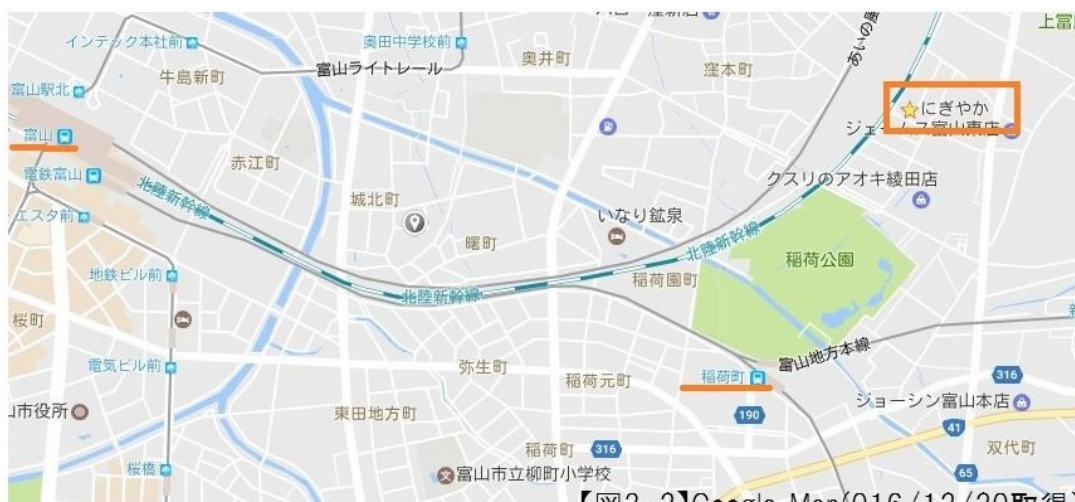 インテック本社前
奥田中学校前
奥井町
窪本町
上冨
あいの風
富山駅北
牛島新町
富山ライトレール
にぎやか
ジェームス富山東店
富山
赤江町
電鉄富山
北陸新幹線
城北町
クスリのアオキ綾田店
エスタ前
いなり鉱泉
曙町
北陸新幹線
稲荷公園
地鉄ビル前
北陸新幹線
稲荷園町
桜町
電気ビル前
弥生町
稲荷元町
稲荷町
富山地方本線
316
山市役所
東田地方町
190
ジョーシン富山本店
41
稲荷町
316
双代町
桜橋
富山市立柳町小学校
65
【図3-2】Google Map(016/12/20取得)